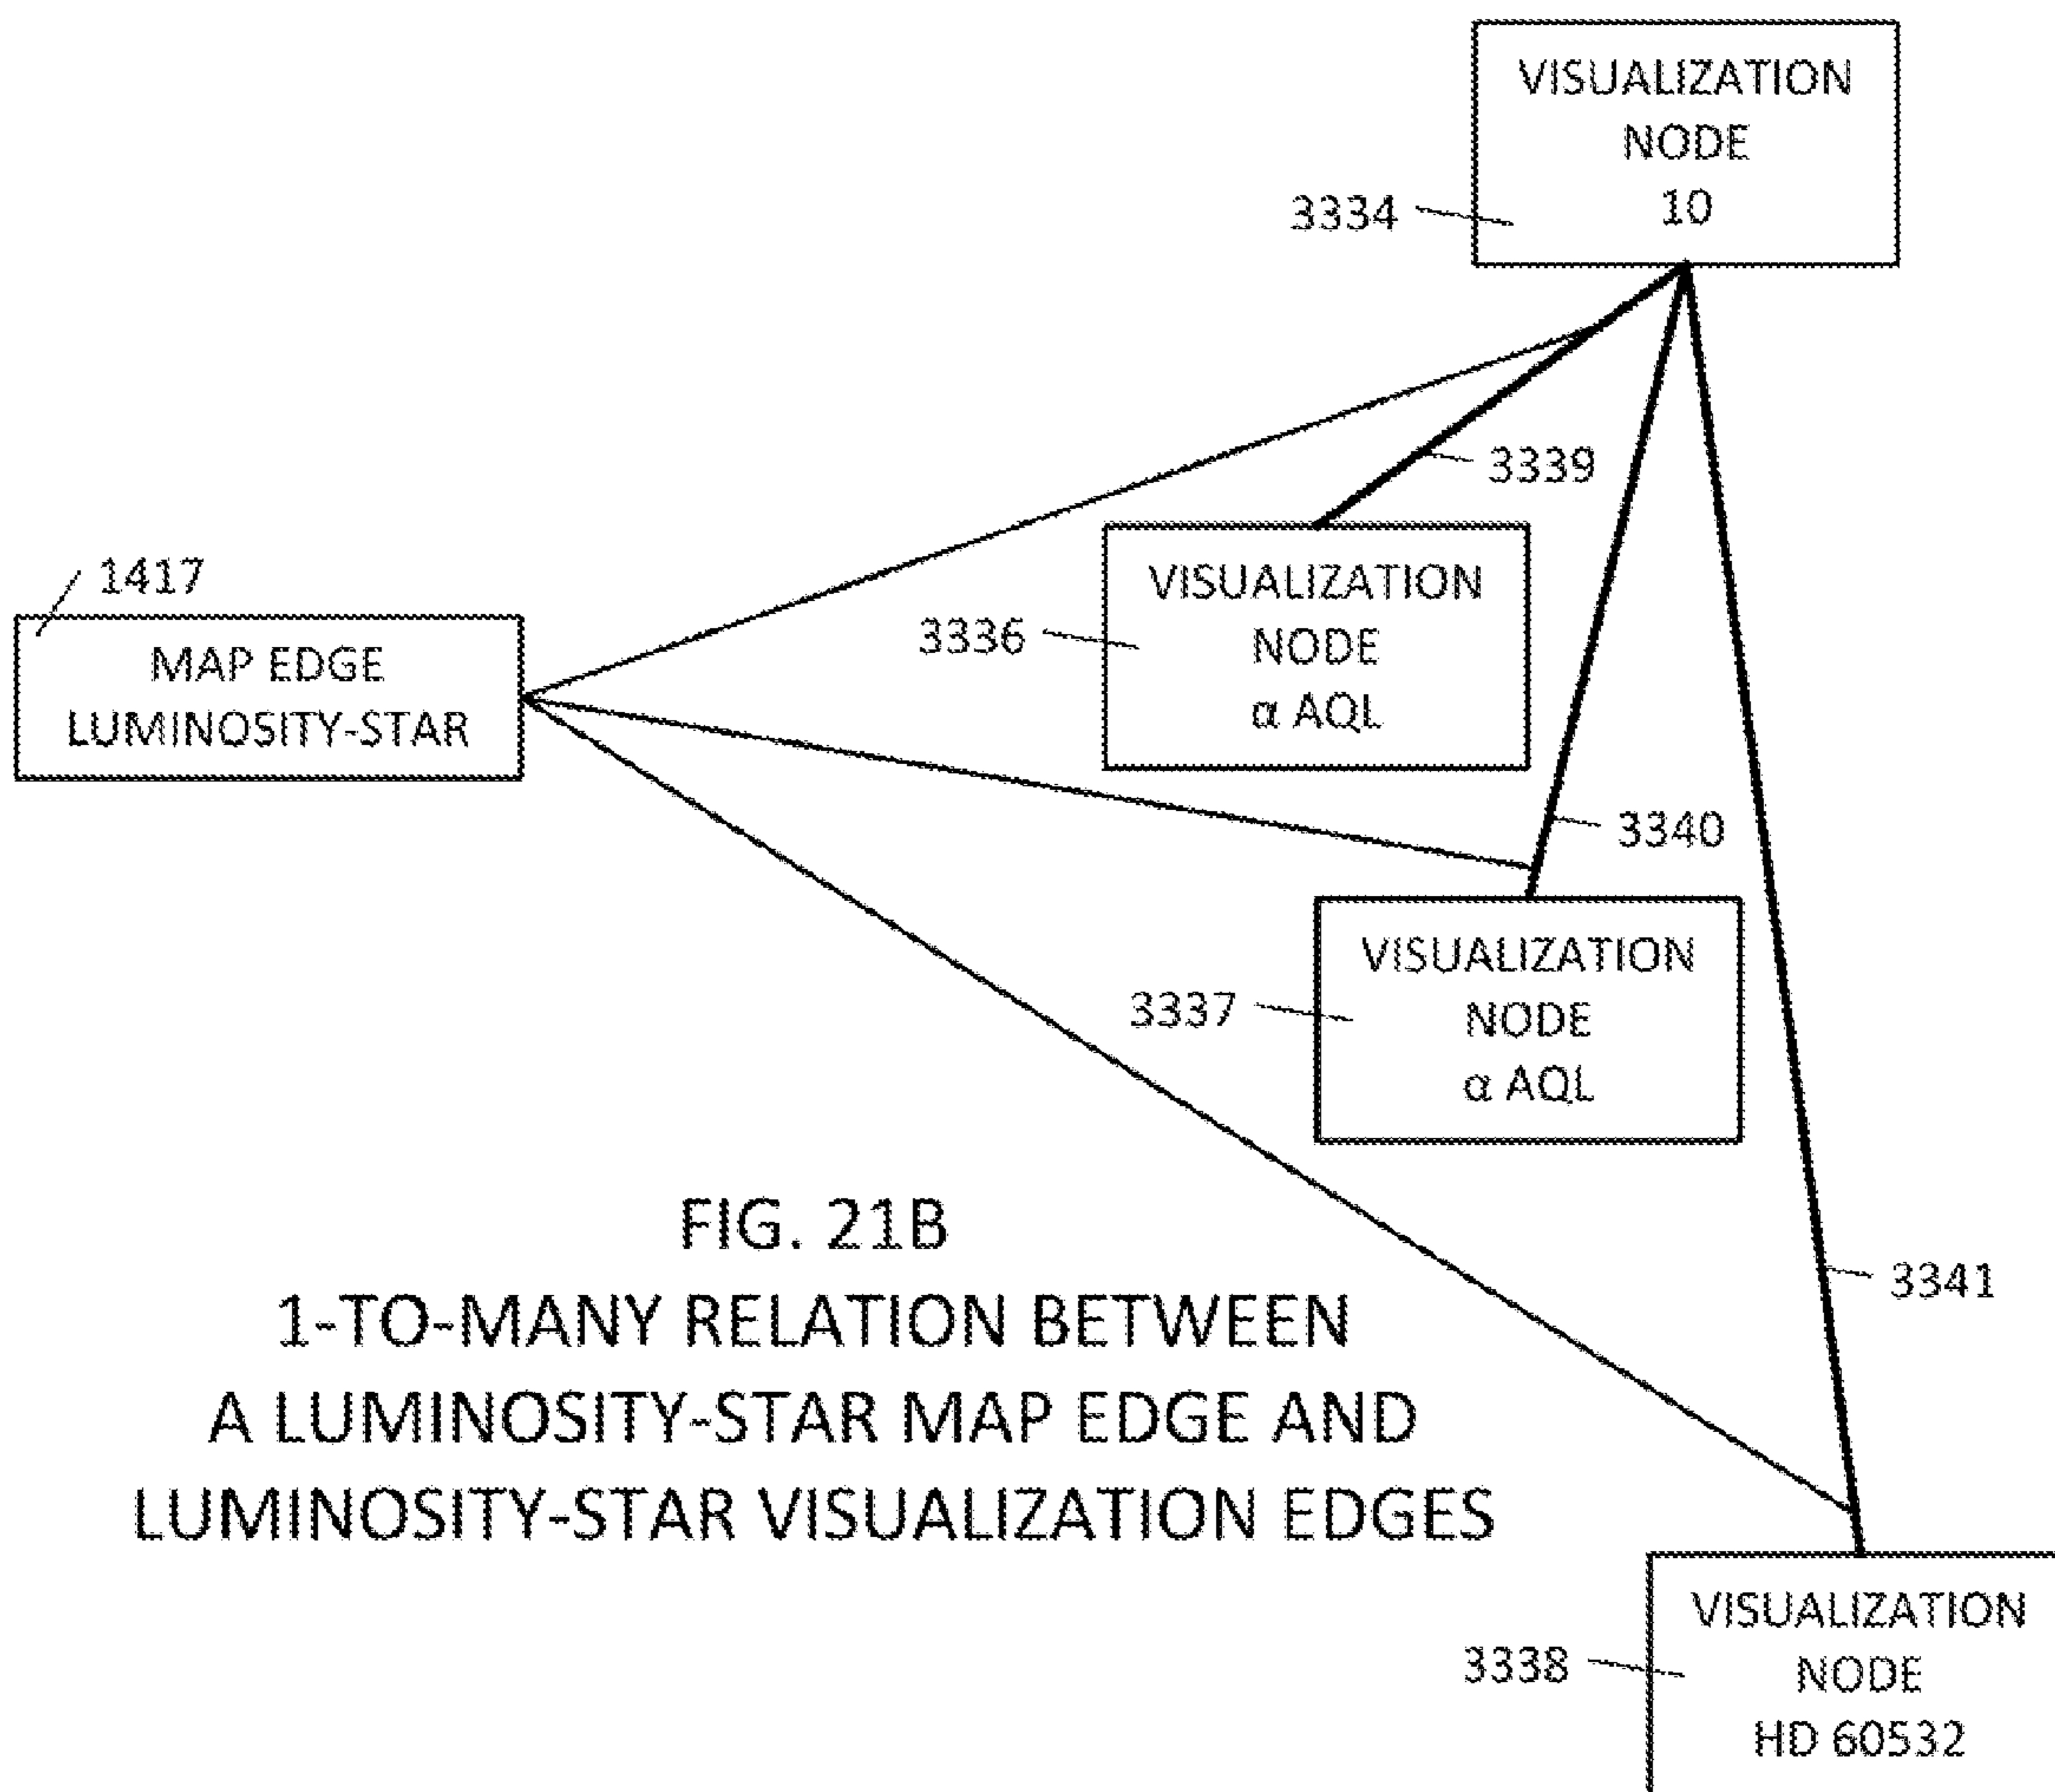 VISUALIZATION
NODE
10
3334
3339
1417
MAP EDGE
LUMINOSITY-STAR
VISUALIZATION
NODE
α AQL
3336
3340
VISUALIZATION
NODE
α AQL
3337
FIG. 21B
1-TO-MANY RELATION BETWEEN
A LUMINOSITY-STAR MAP EDGE AND
LUMINOSITY-STAR VISUALIZATION EDGES
3341
VISUALIZATION
NODE
HD 60532
3338